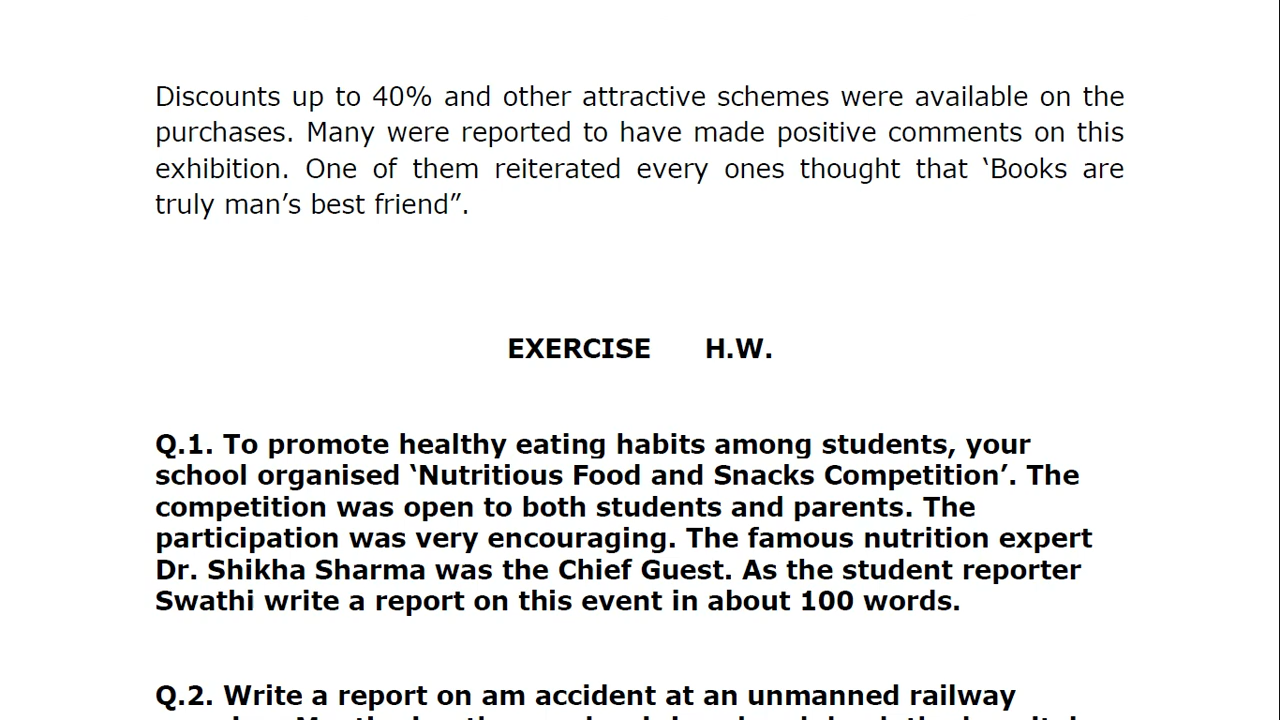 Discounts up to 40% and other attractive schemes were available on the
purchases. Many were reported to have made positive comments on this
exhibition. One of them reiterated every ones thought that ‘Books are
truly man’s best friend”.
EXERCISE H.W.
Q.1. To promote healthy eating habits among students, your
school organised ‘Nutritious Food and Snacks Competition’. The
competition was open to both students and parents. The
participation was very encouraging. The famous nutrition expert
Dr. Shikha Sharma was the Chief Guest. As the student reporter
Swathi write a report on this event in about 100 words.
Q.2. Write a report on am accident at an unmanned railway